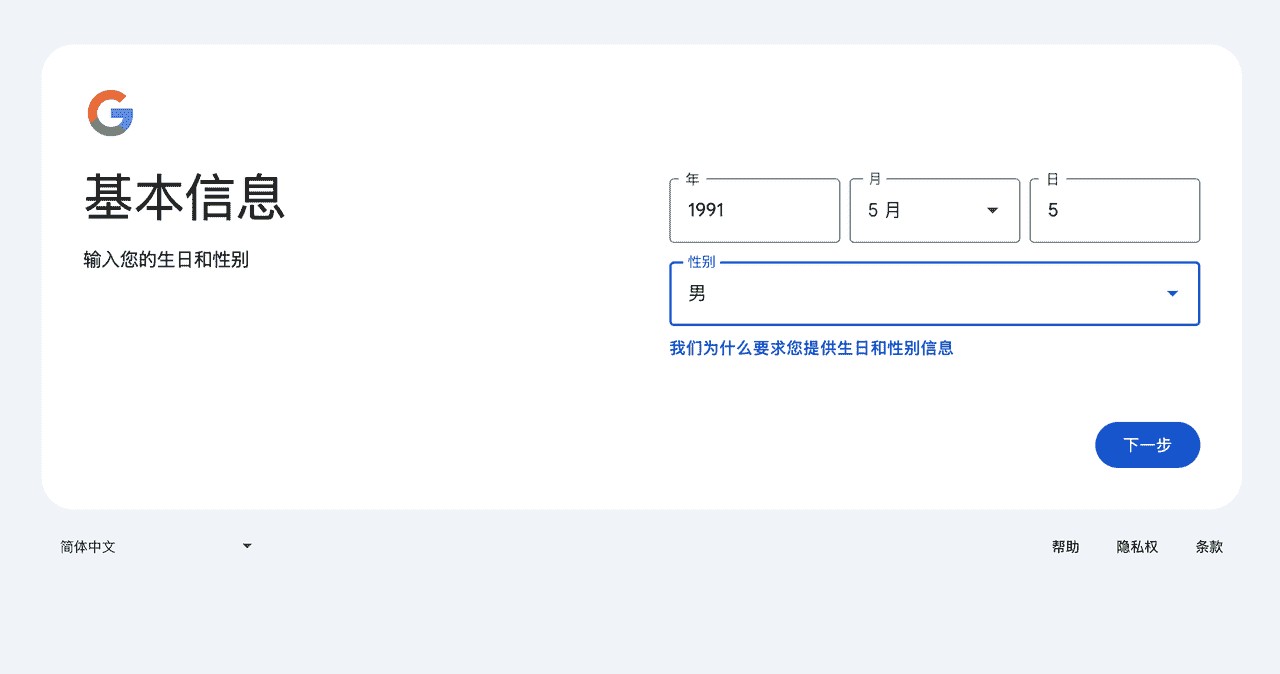 基本信息
输入您的生日和性别
年
1991
月
5 月
日
5
性别
男
我们为什么要求您提供生日和性别信息
下一步
简体中文
帮助 隐私权 条款